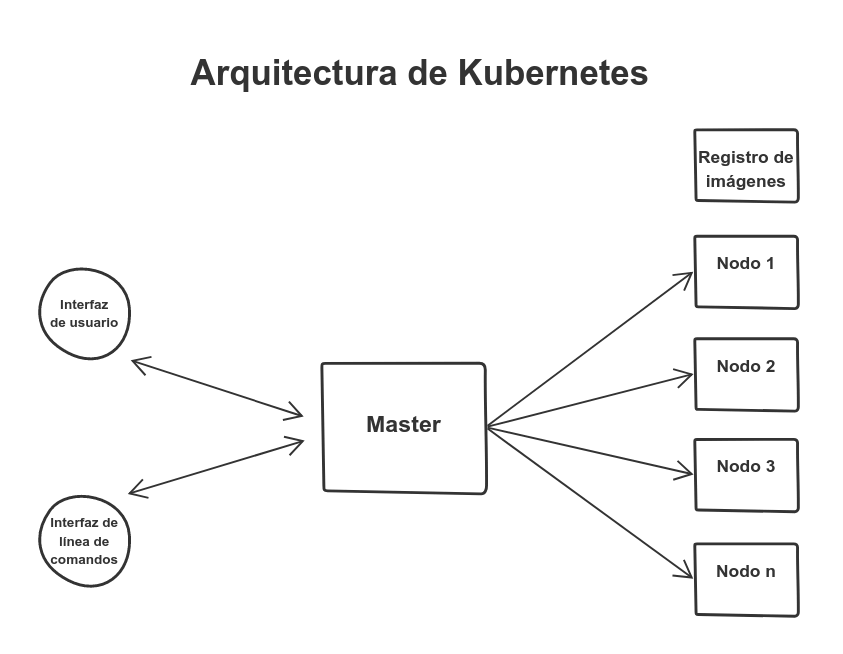 Arquitectura de Kubernetes
Registro de
imágenes
Nodo 1
Interfaz
de usuario
Nodo 2
Master
Nodo 3
Interfaz de
línea de
comandos
Nodo n